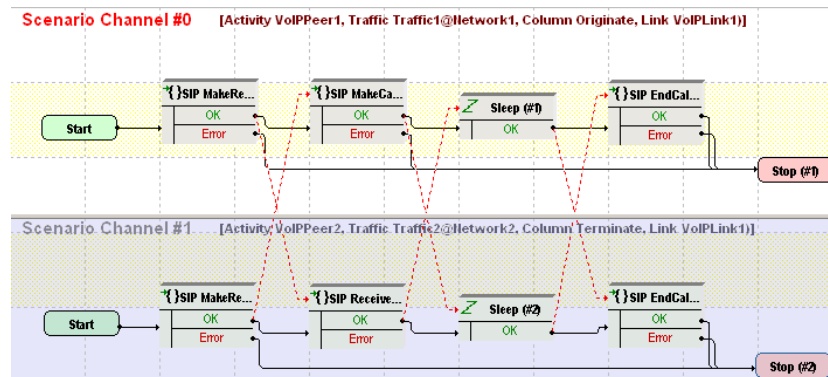 Scenario Channel #0 [Activity VoIPPeer1, Traffic Traffic1@Network1, Column Originate, Link VoIPLink1)]
{}SIP MakeRe... {}SIP MakeCa... Sleep (#1) {}SIP EndCal...
OK OK OK OK
Start Error Error Error
Stop (#1)
Scenario Channel #1 [Activity VoIPPeer2, Traffic Traffic2@Network2, Column Terminate, Link VoIPLink1)]
{}SIP MakeRe... {}SIP Receive... Sleep (#2) {}SIP EndCal...
Start OK OK OK OK
Error Error Error
Stop (#2)